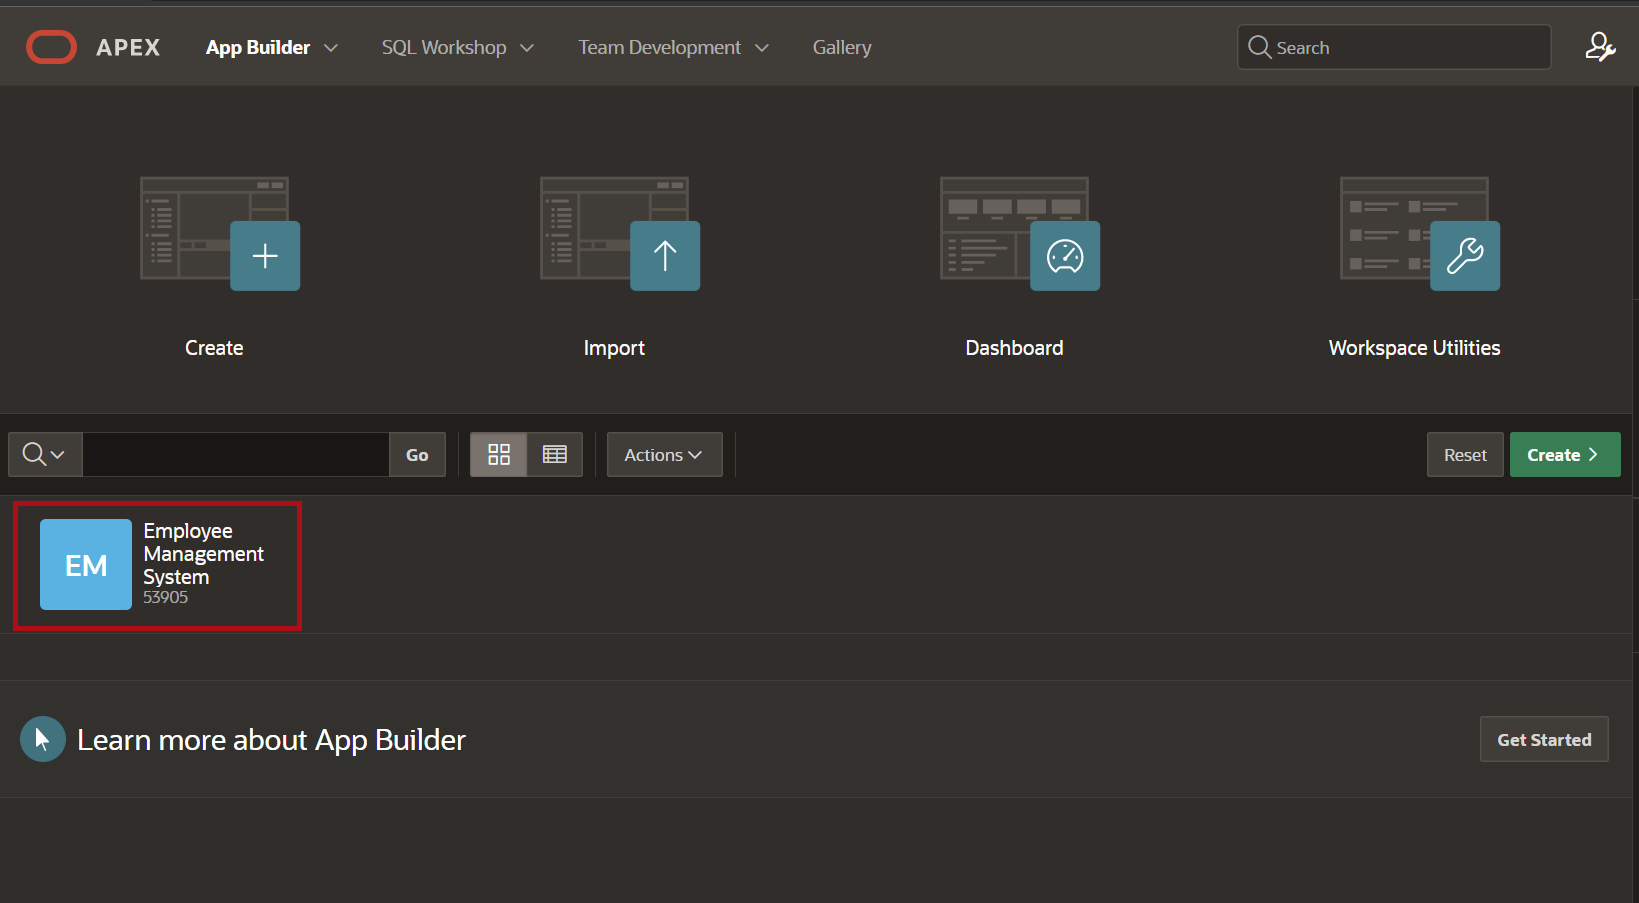 APEX App Builder SQL Workshop Team Development Gallery Search
Create Import Dashboard Workspace Utilities
Go Actions Reset Create
EM
Employee
Management
System
53905
Learn more about App Builder Get Started